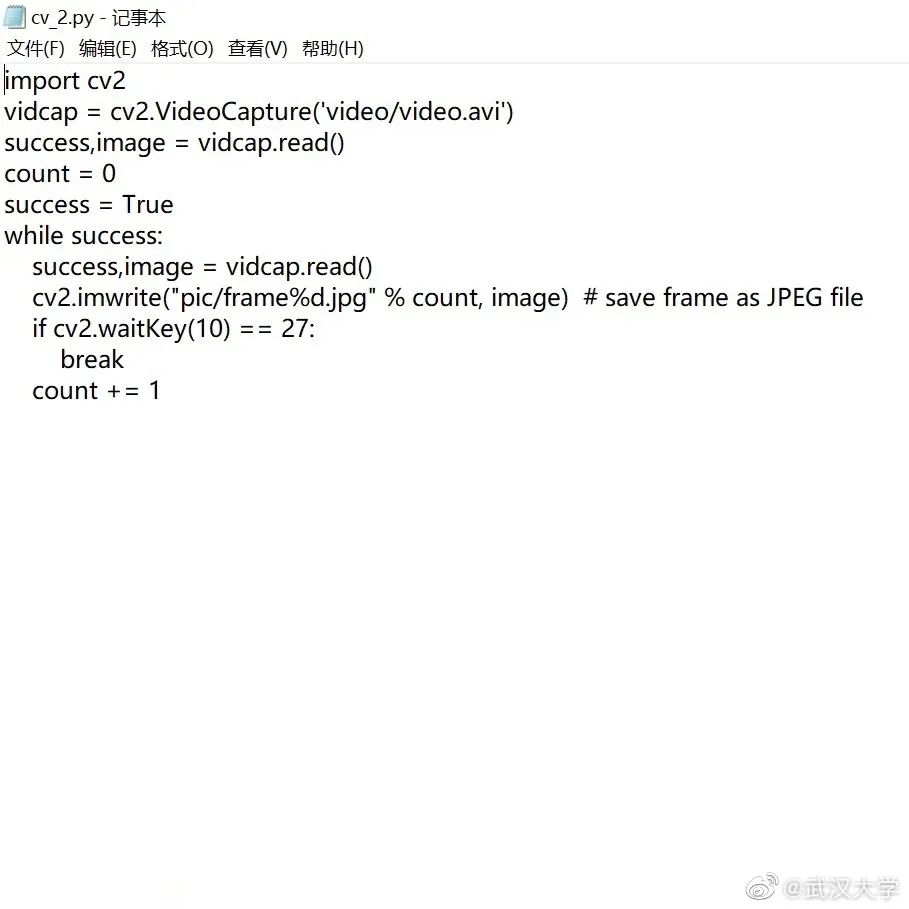 cv_2.py - 记事本
文件(F) 编辑(E) 格式(O) 查看(V) 帮助(H)
import cv2
vidcap = cv2.VideoCapture('video/video.avi')
success,image = vidcap.read()
count = 0
success = True
while success:
    success,image = vidcap.read()
    cv2.imwrite("pic/frame%d.jpg" % count, image)  # save frame as JPEG file
    if cv2.waitKey(10) == 27:
        break
    count += 1
@武汉大学